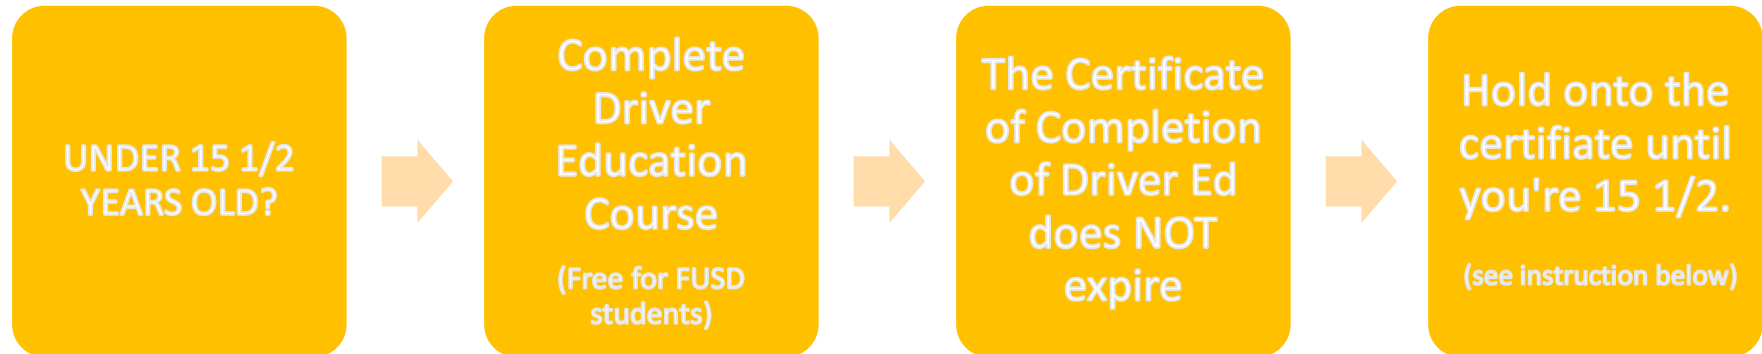 UNDER 15 1/2
YEARS OLD?
Complete
Driver
Education
Course
(Free for FUSD
students)
The Certificate
of Completion
of Driver Ed
does NOT
expire
Hold onto the
certifiate until
you're 15 1/2.
(see instruction below)